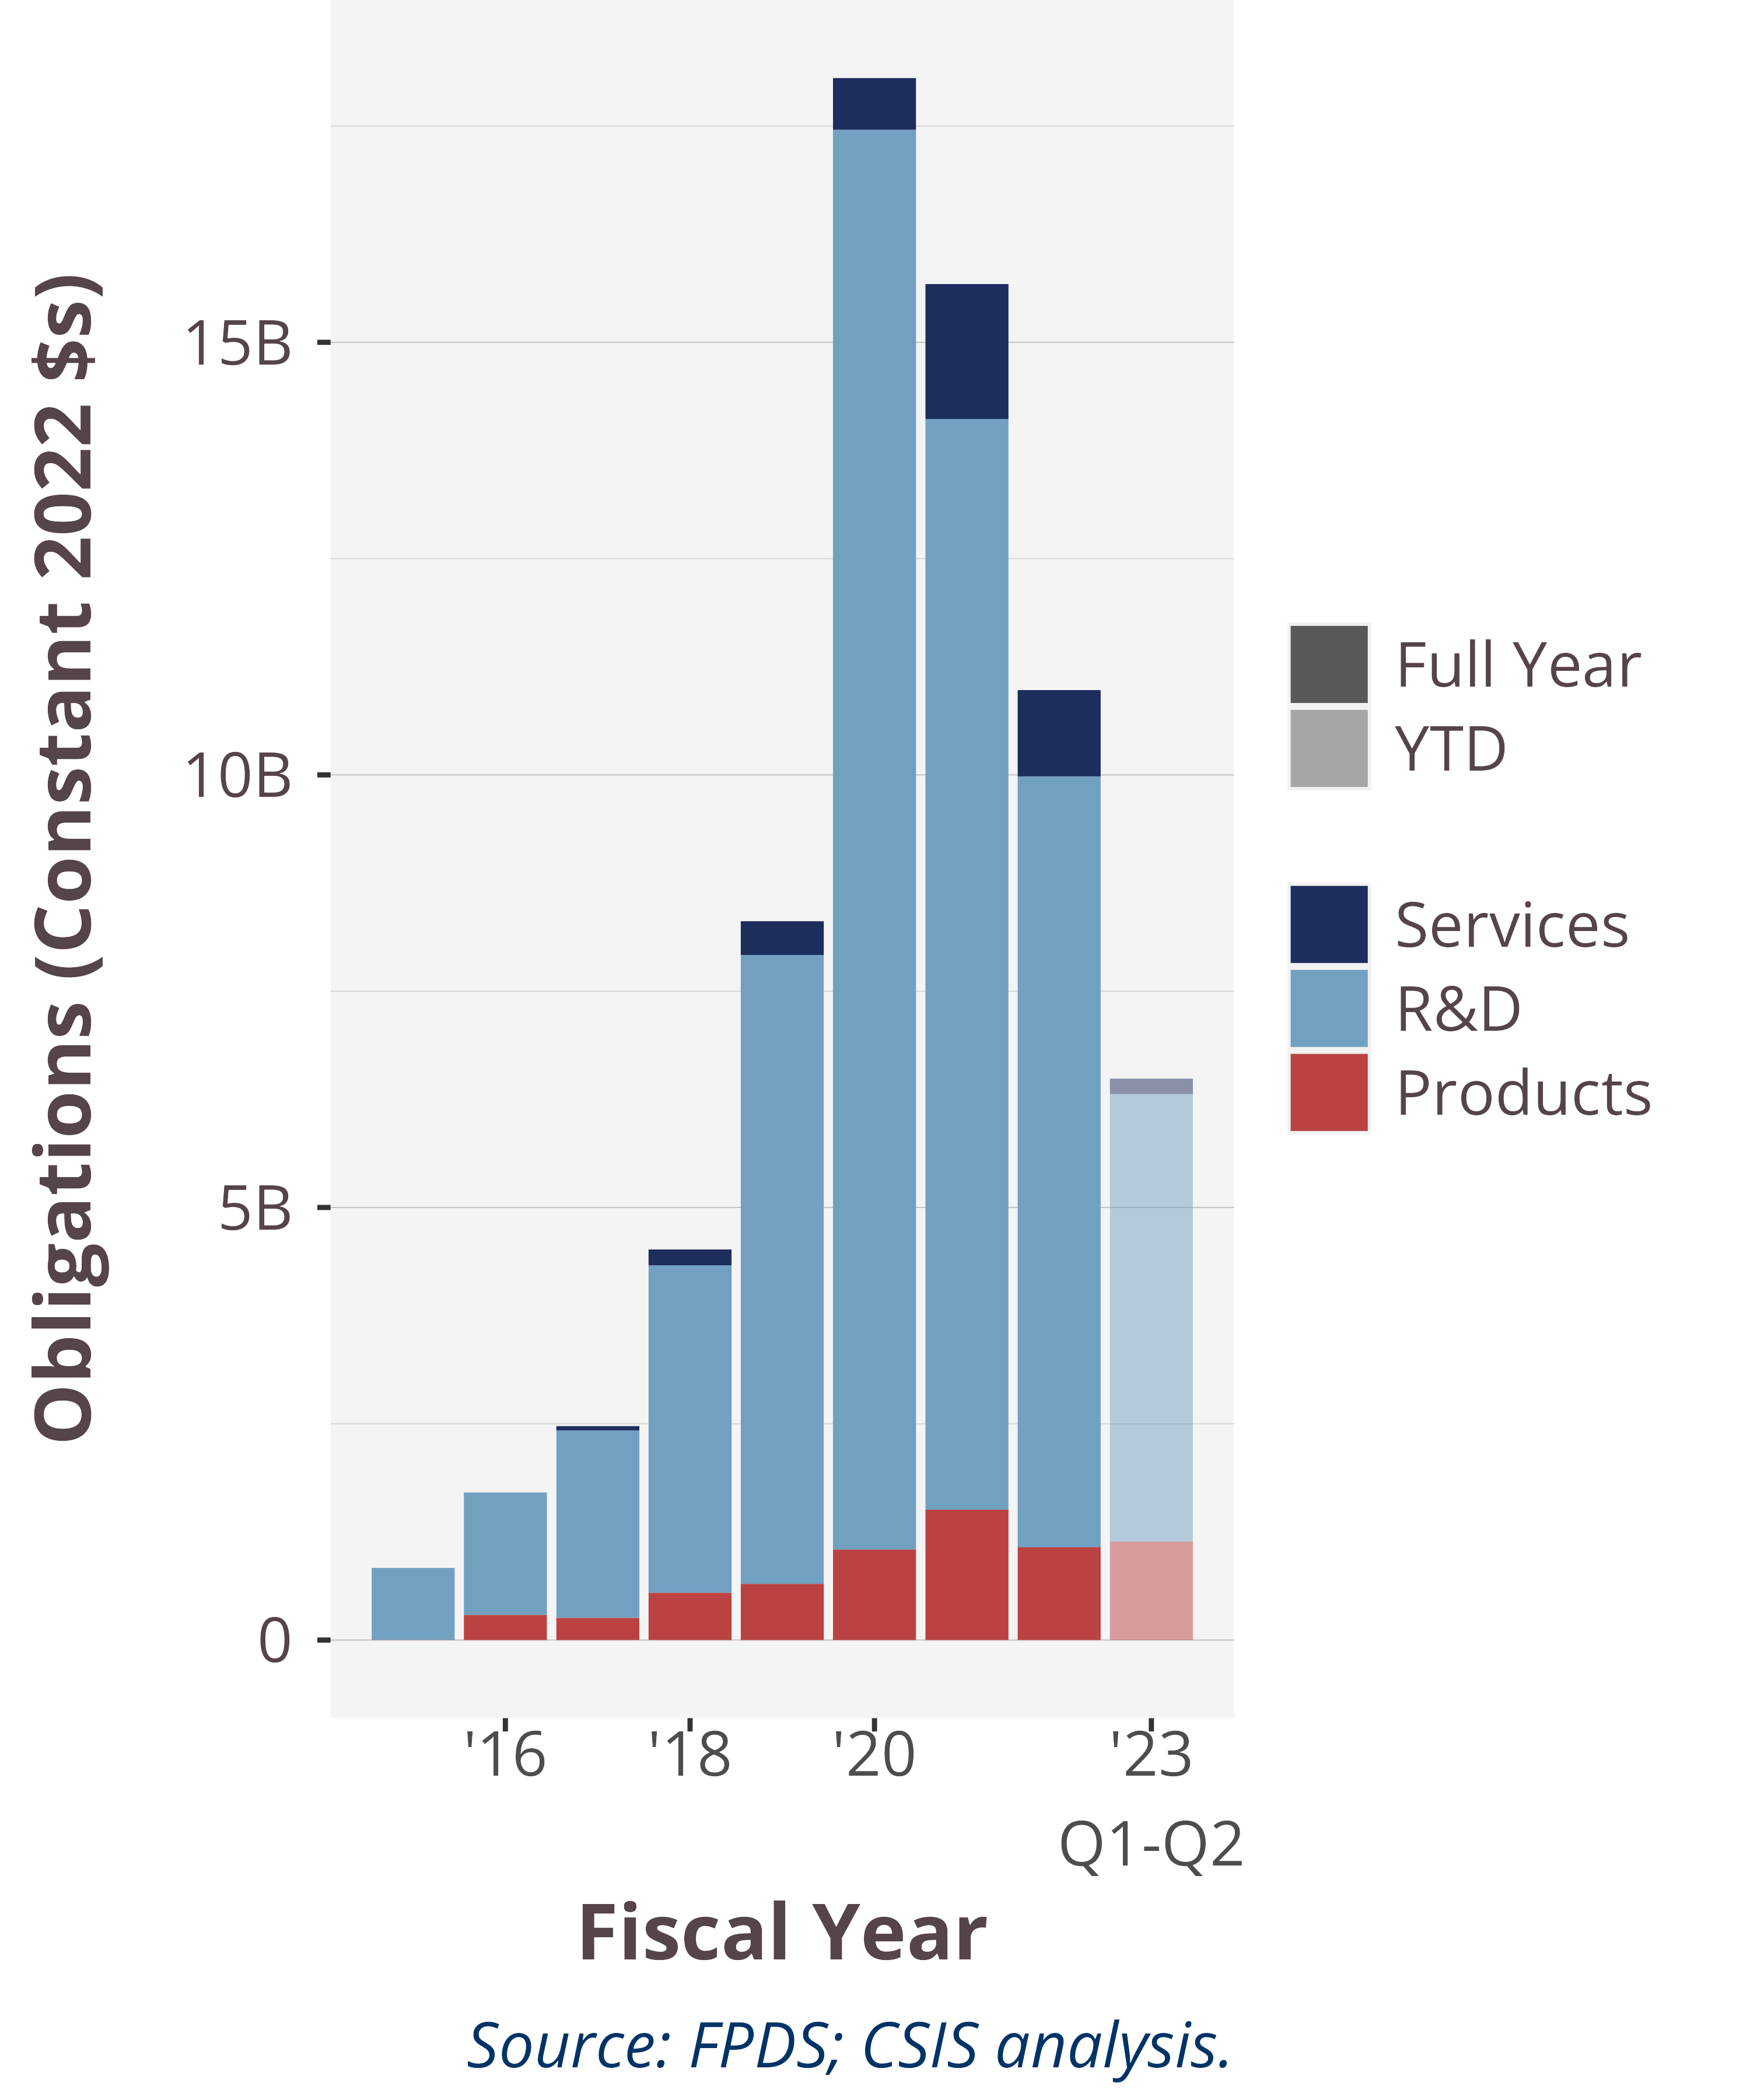 Obligations (Constant 2022 $s)
15B
10B
5B
0
'16 '18 '20 '23
Q1-Q2
Fiscal Year
Full Year
YTD
Services
R&D
Products
Source: FPDS; CSIS analysis.